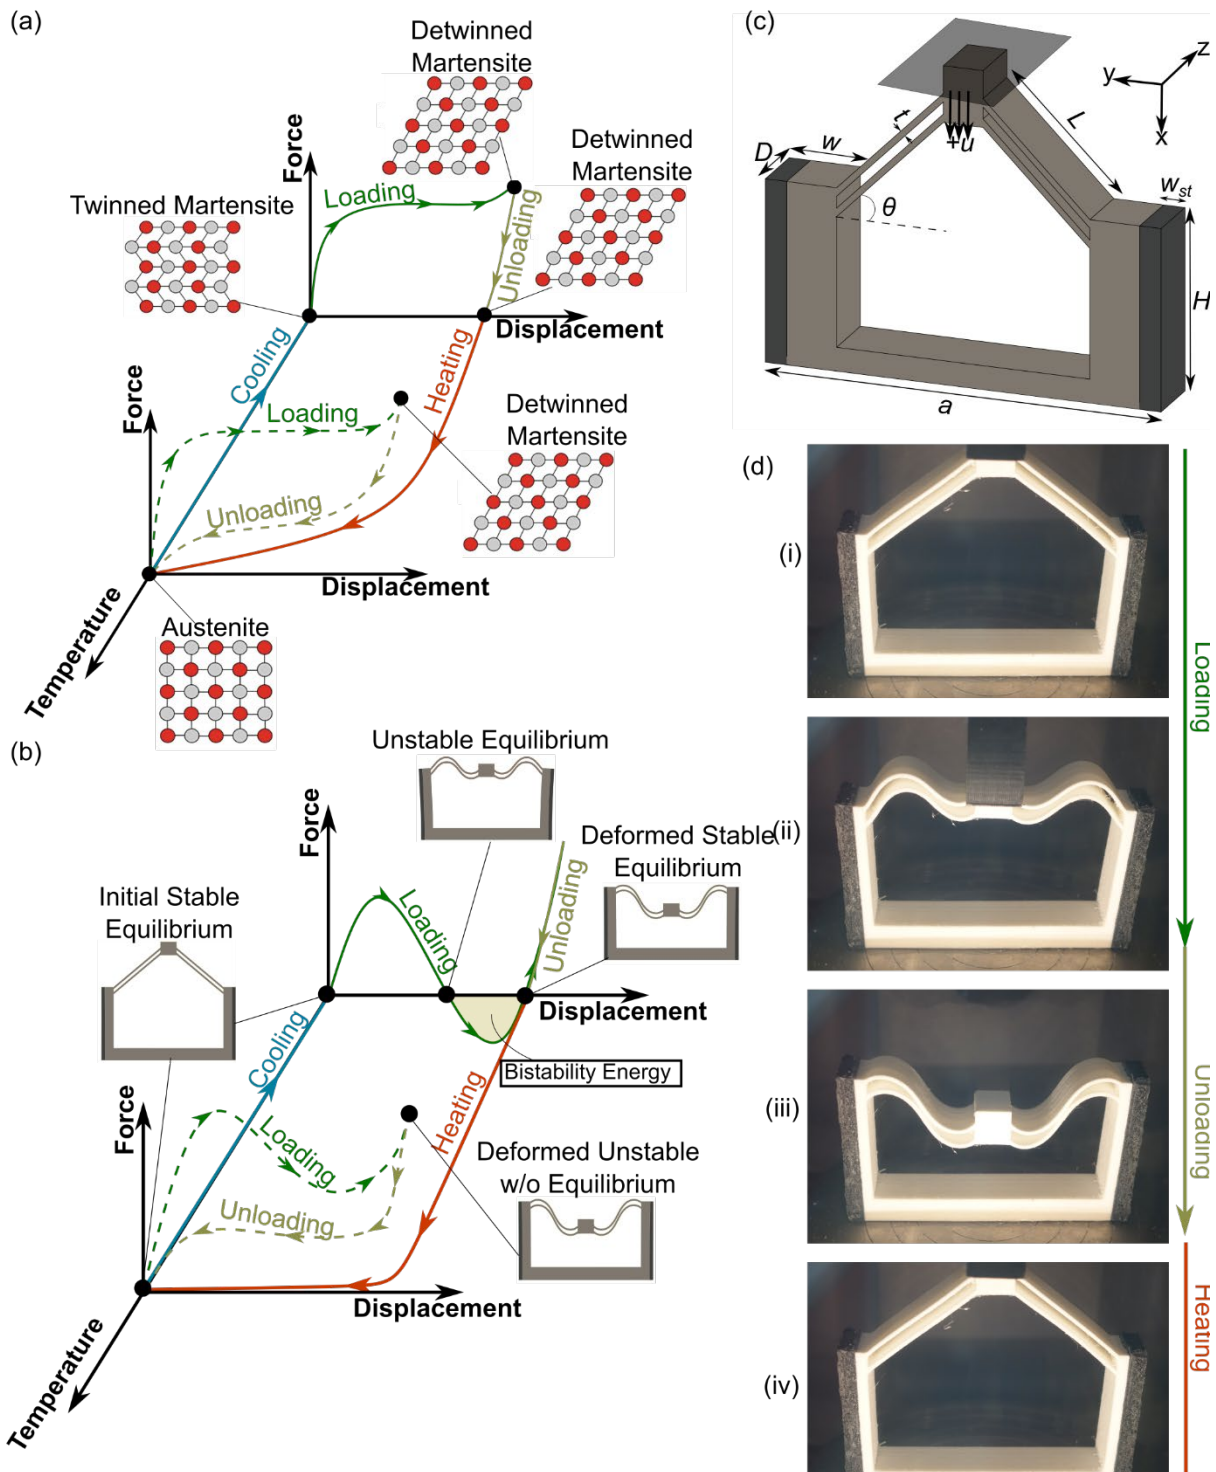 (a)
Detwinned
Martensite
Force
Loading
Detwinned
Martensite
Twinned Martensite
Unloading
Displacement
Cooling
Heating
Force
Loading
Detwinned
Martensite
Unloading
Displacement
Temperature
Austenite
(b)
Unstable Equilibrium
Force
Loading
Deformed Stable
Equilibrium
Initial Stable
Equilibrium
Unloading
Displacement
Cooling
Bistability Energy
Heating
Force
Loading
Deformed Unstable
w/o Equilibrium
Unloading
Displacement
Temperature
(c)
z
y
x
L
t
+u
w
D
θ
w_st
H
a
(d)
(i)
Loading
(ii)
(iii)
Unloading
(iv)
Heating